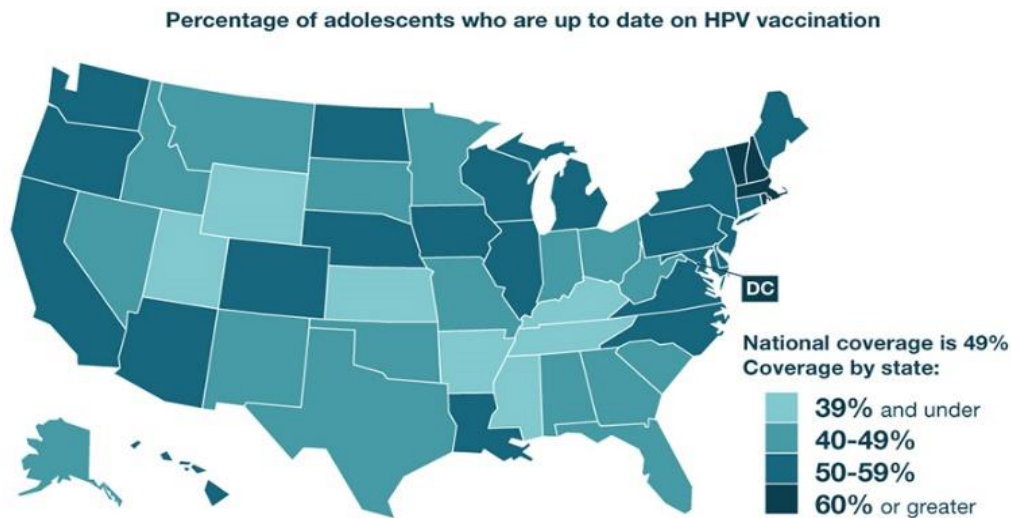 Percentage of adolescents who are up to date on HPV vaccination
DC
National coverage is 49%
Coverage by state:
39% and under
40-49%
50-59%
60% or greater